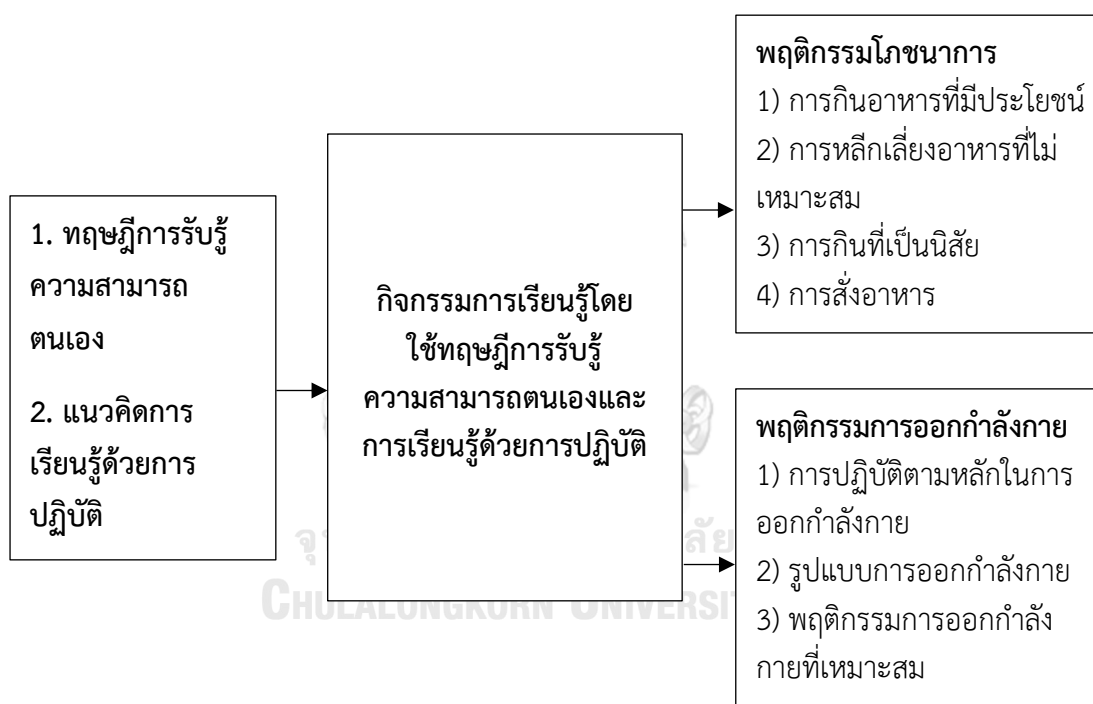 1. ทฤษฎีการรับรู้
ความสามารถ
ตนเอง
2. แนวคิดการ
เรียนรู้ด้วยการ
ปฏิบัติ
กิจกรรมการเรียนรู้โดย
ใช้ทฤษฎีการรับรู้
ความสามารถตนเองและ
การเรียนรู้ด้วยการปฏิบัติ
พฤติกรรมโภชนาการ
1) การกินอาหารที่มีประโยชน์
2) การหลีกเลี่ยงอาหารที่ไม่
เหมาะสม
3) การกินที่เป็นนิสัย
4) การสั่งอาหาร
พฤติกรรมการออกกำลังกาย
1) การปฏิบัติตามหลักในการ
ออกกำลังกาย
2) รูปแบบการออกกำลังกาย
3) พฤติกรรมการออกกำลัง
กายที่เหมาะสม
CHULALONGKORN